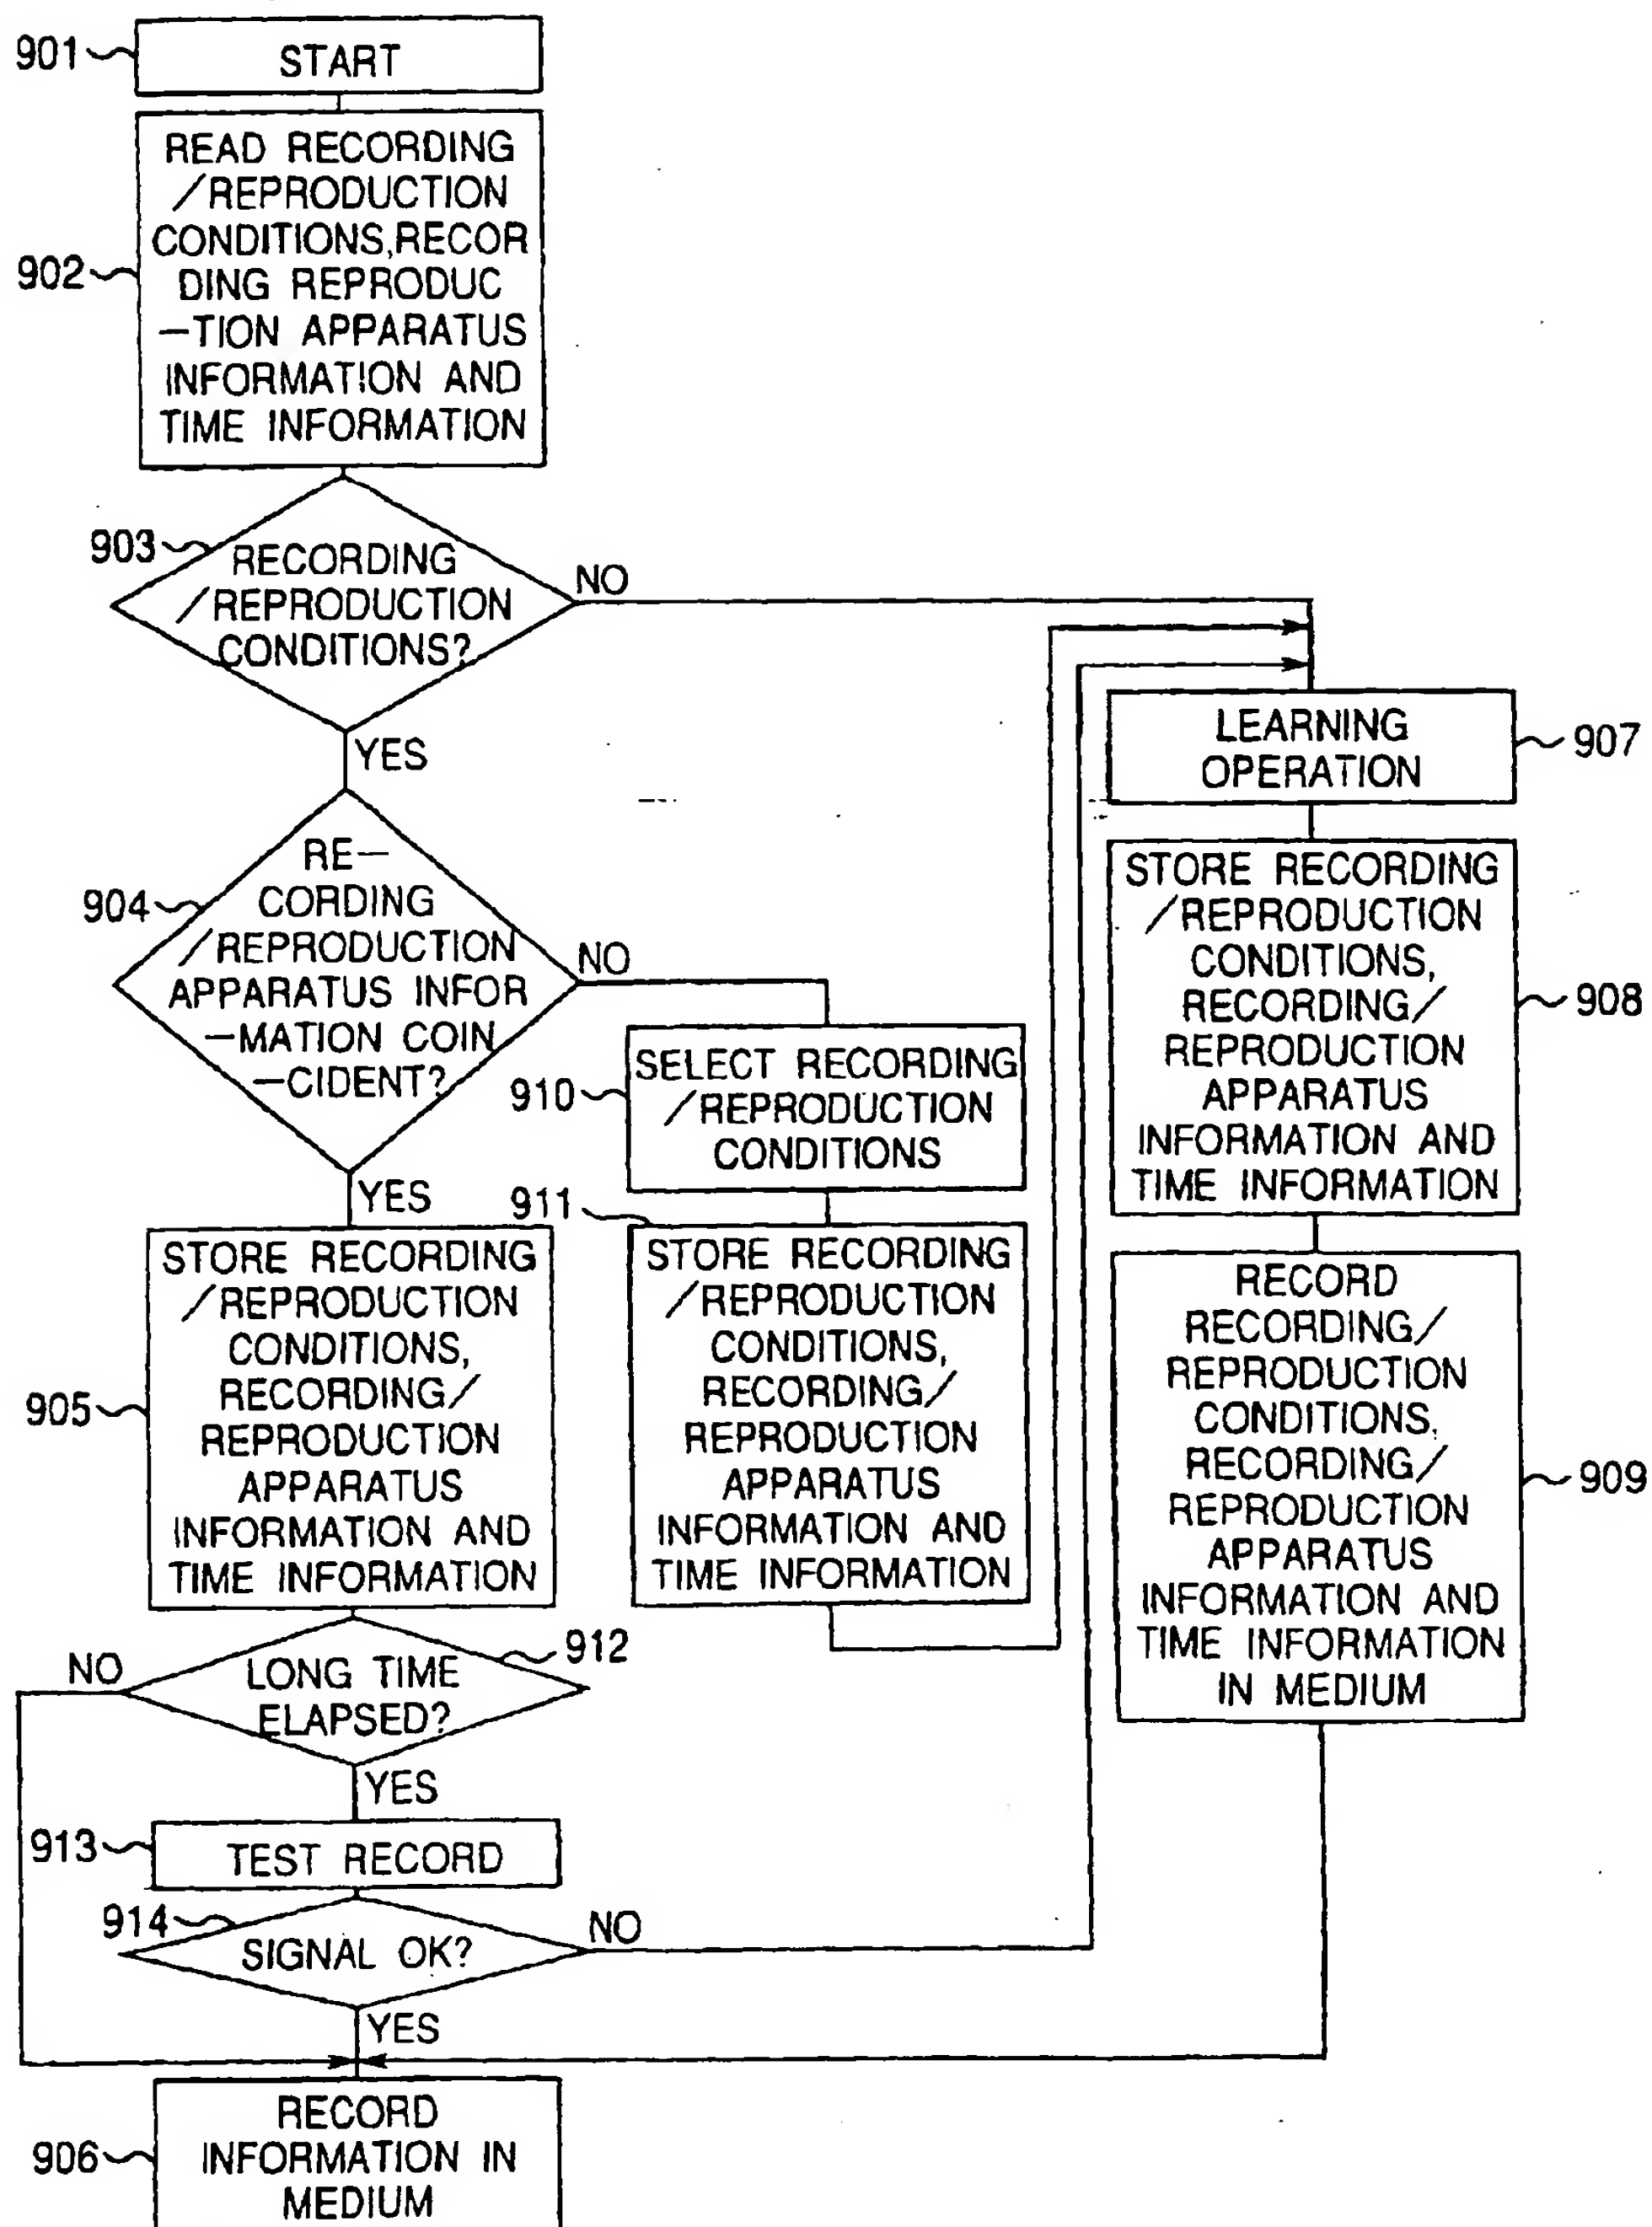 901
START
902
READ RECORDING
/REPRODUCTION
CONDITIONS,RECOR
DING REPRODUC
-TION APPARATUS
INFORMATION AND
TIME INFORMATION
903
RECORDING
/REPRODUCTION
CONDITIONS?
NO
YES
904
RE-
CORDING
/REPRODUCTION
APPARATUS INFOR
-MATION COIN
-CIDENT?
NO
YES
905
STORE RECORDING
/REPRODUCTION
CONDITIONS,
RECORDING/
REPRODUCTION
APPARATUS
INFORMATION AND
TIME INFORMATION
910
SELECT RECORDING
/REPRODUCTION
CONDITIONS
911
STORE RECORDING
/REPRODUCTION
CONDITIONS,
RECORDING/
REPRODUCTION
APPARATUS
INFORMATION AND
TIME INFORMATION
LEARNING
OPERATION
907
STORE RECORDING
/REPRODUCTION
CONDITIONS,
RECORDING/
REPRODUCTION
APPARATUS
INFORMATION AND
TIME INFORMATION
908
RECORD
RECORDING/
REPRODUCTION
CONDITIONS,
RECORDING/
REPRODUCTION
APPARATUS
INFORMATION AND
TIME INFORMATION
IN MEDIUM
909
912
LONG TIME
ELAPSED?
NO
YES
913
TEST RECORD
914
SIGNAL OK?
NO
YES
906
RECORD
INFORMATION IN
MEDIUM